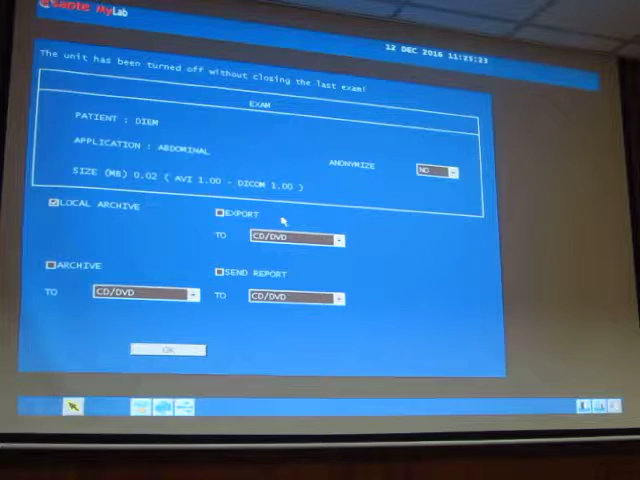 esaote MyLab
12 DEC 2016 11:25:23
The unit has been turned off without closing the last exam!
EXAM
PATIENT : DIEM
APPLICATION : ABDOMINAL
ANONYMIZE NO
SIZE (MB) 0.02 ( AVI 1.00 - DICOM 1.00 )
LOCAL ARCHIVE
EXPORT
TO CD/DVD
ARCHIVE
SEND REPORT
TO CD/DVD
TO CD/DVD
OK